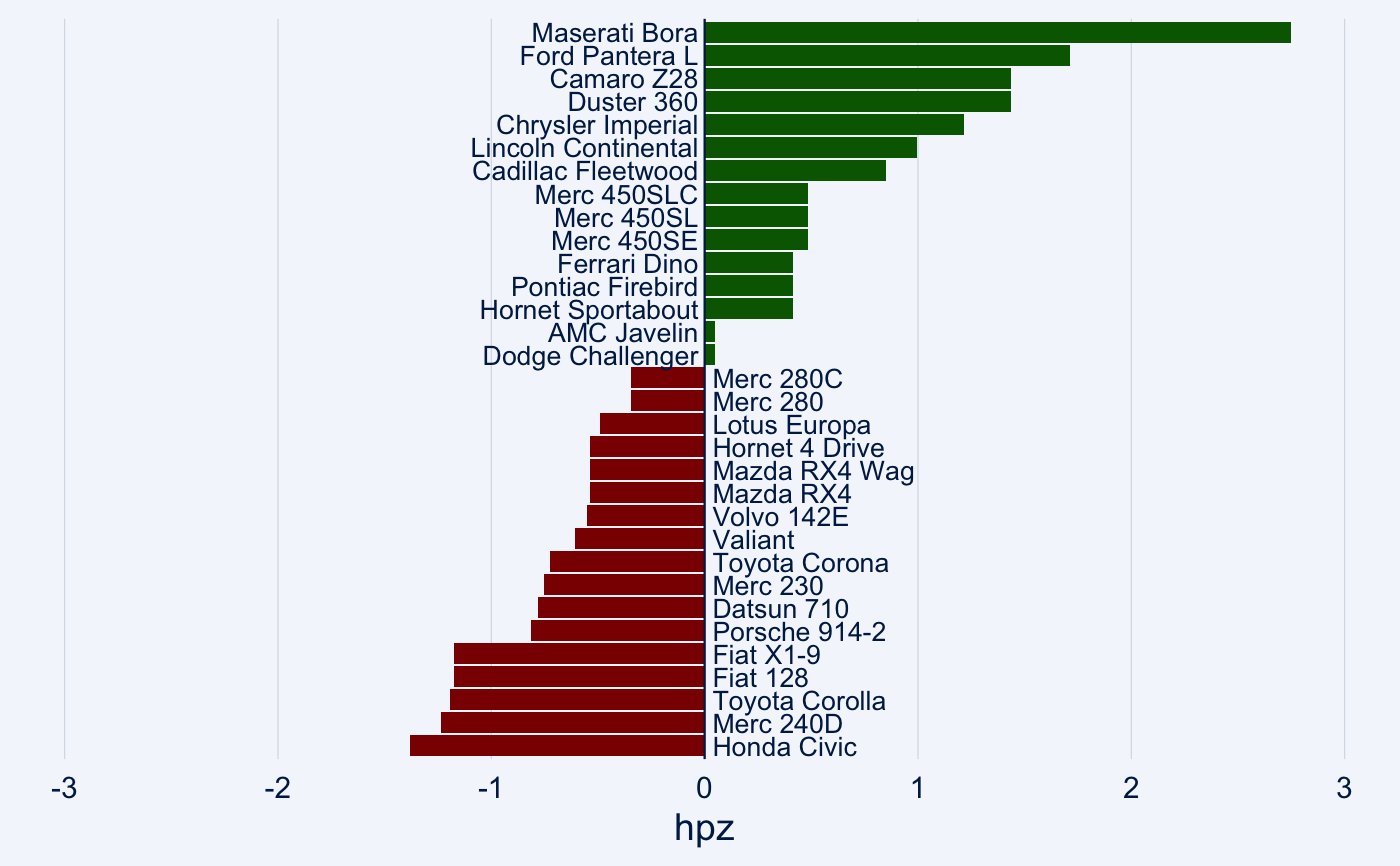 Maserati Bora
Ford Pantera L
Camaro Z28
Duster 360
Chrysler Imperial
Lincoln Continental
Cadillac Fleetwood
Merc 450SLC
Merc 450SL
Merc 450SE
Ferrari Dino
Pontiac Firebird
Hornet Sportabout
AMC Javelin
Dodge Challenger
Merc 280C
Merc 280
Lotus Europa
Hornet 4 Drive
Mazda RX4 Wag
Mazda RX4
Volvo 142E
Valiant
Toyota Corona
Merc 230
Datsun 710
Porsche 914-2
Fiat X1-9
Fiat 128
Toyota Corolla
Merc 240D
Honda Civic
-3 -2 -1 0 1 2 3
hpz